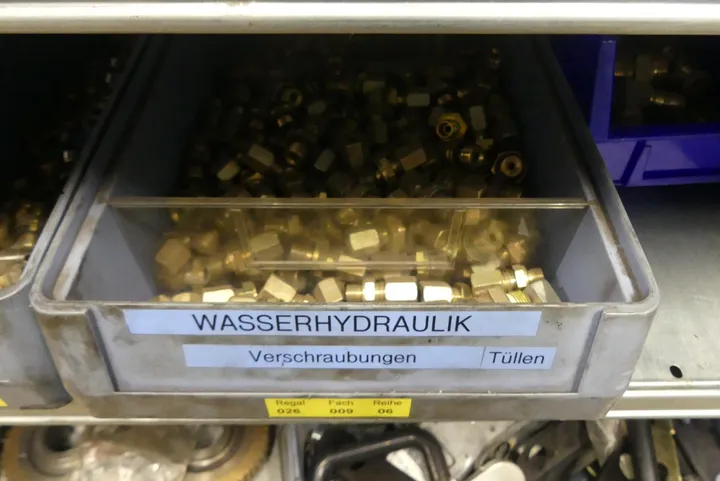 WASSERHYDRAULIK
Verschraubungen Tüllen
Regal Fach Reihe
026 009 06